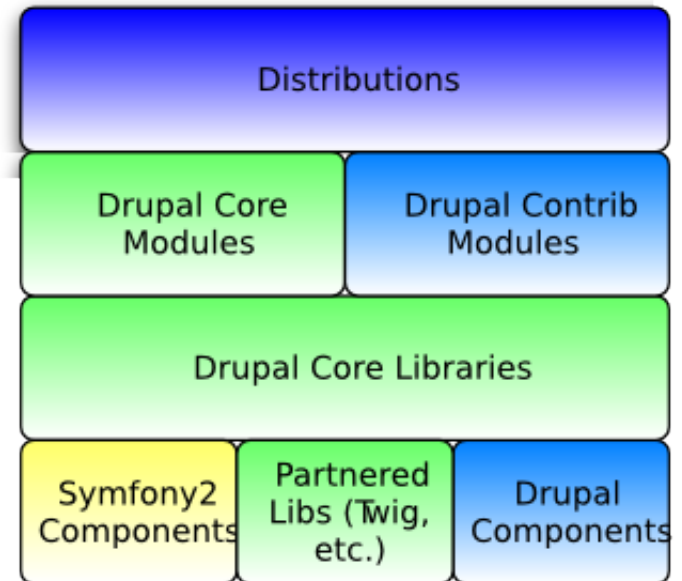 Distributions
Drupal Core
Modules
Drupal Contrib
Modules
Drupal Core Libraries
Symfony2
Components
Partnered
Libs (Twig,
etc.)
Drupal
Components